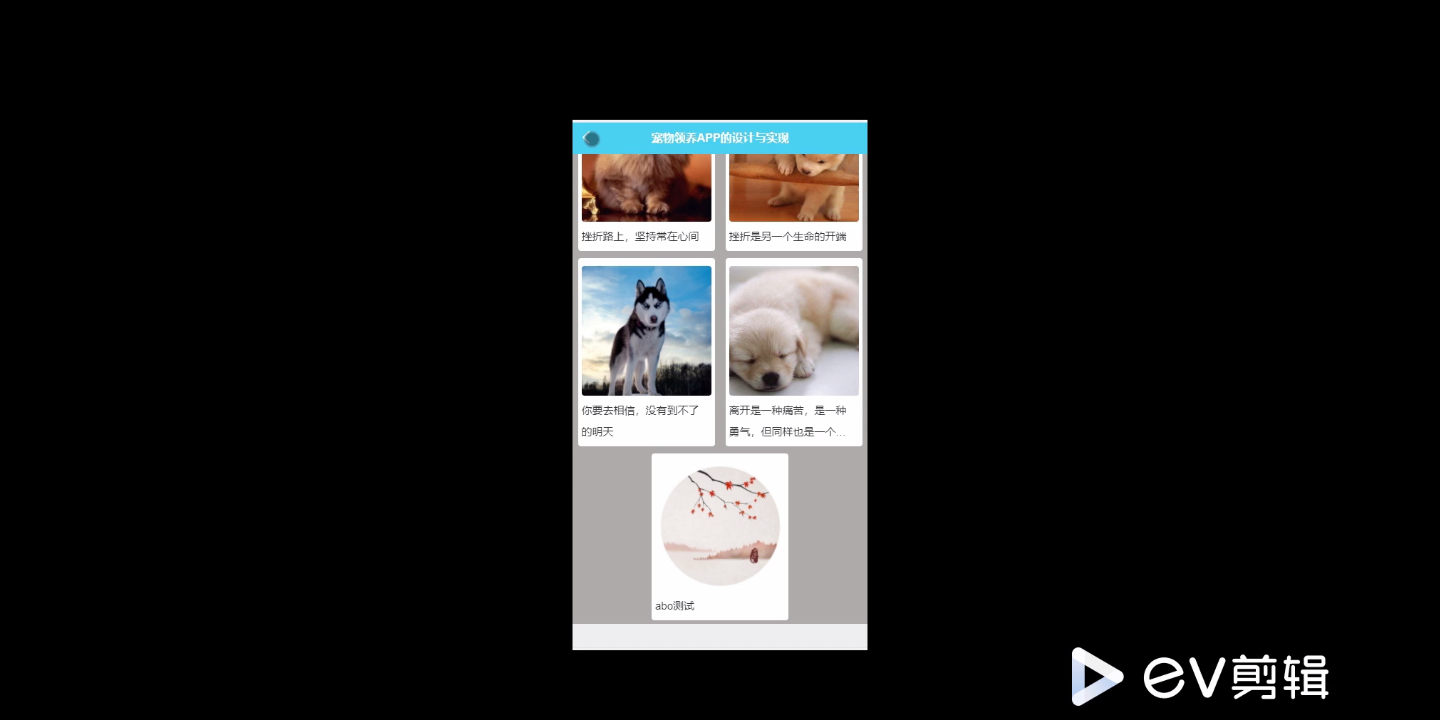 宠物领养APP的设计与实现
挫折路上，坚持常在心间
挫折是另一个生命的开端
你要去相信，没有到不了
的明天
离开是一种痛苦，是一种
勇气，但同样也是一个...
abo测试
ev剪辑